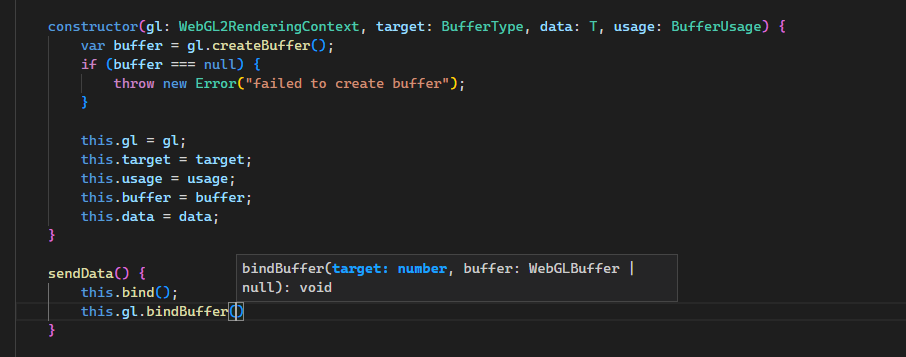 constructor(gl: WebGL2RenderingContext, target: BufferType, data: T, usage: BufferUsage) {
var buffer = gl.createBuffer();
if (buffer === null) {
throw new Error("failed to create buffer");
}
this.gl = gl;
this.target = target;
this.usage = usage;
this.buffer = buffer;
this.data = data;
}
bindBuffer(target: number, buffer: WebGLBuffer |
null): void
sendData() {
this.bind();
this.gl.bindBuffer()
}